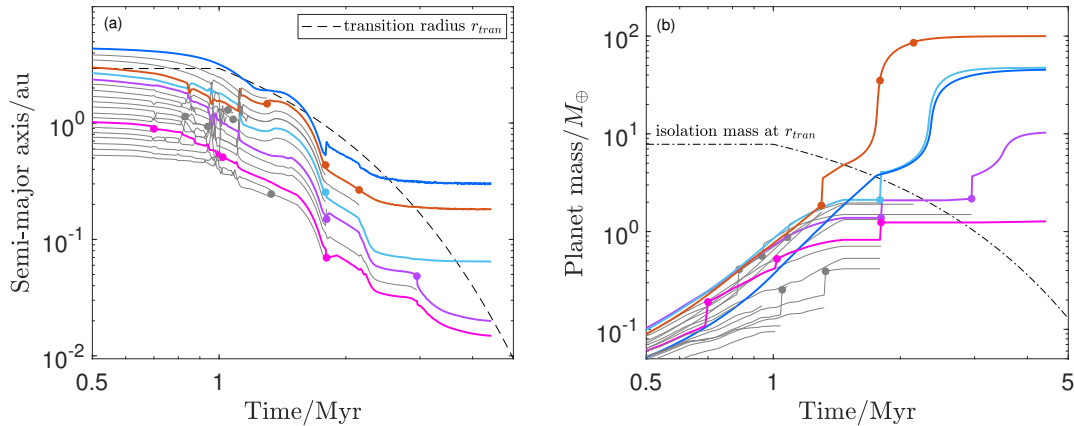 (a)
transition radius r_tran
Semi-major axis/au
10^0
10^-1
10^-2
0.5
1
5
Time/Myr
(b)
isolation mass at r_tran
Planet mass/M_⊕
10^2
10^1
10^0
10^-1
0.5
1
5
Time/Myr